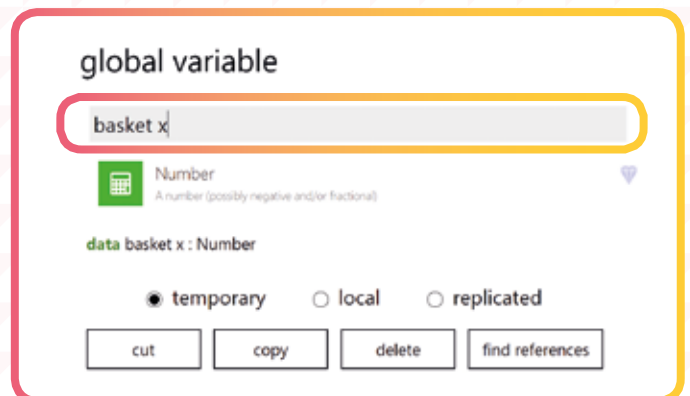 global variable
basket x
Number
A number (possibly negative and/or fractional)
data basket x : Number
temporary local replicated
cut copy delete find references